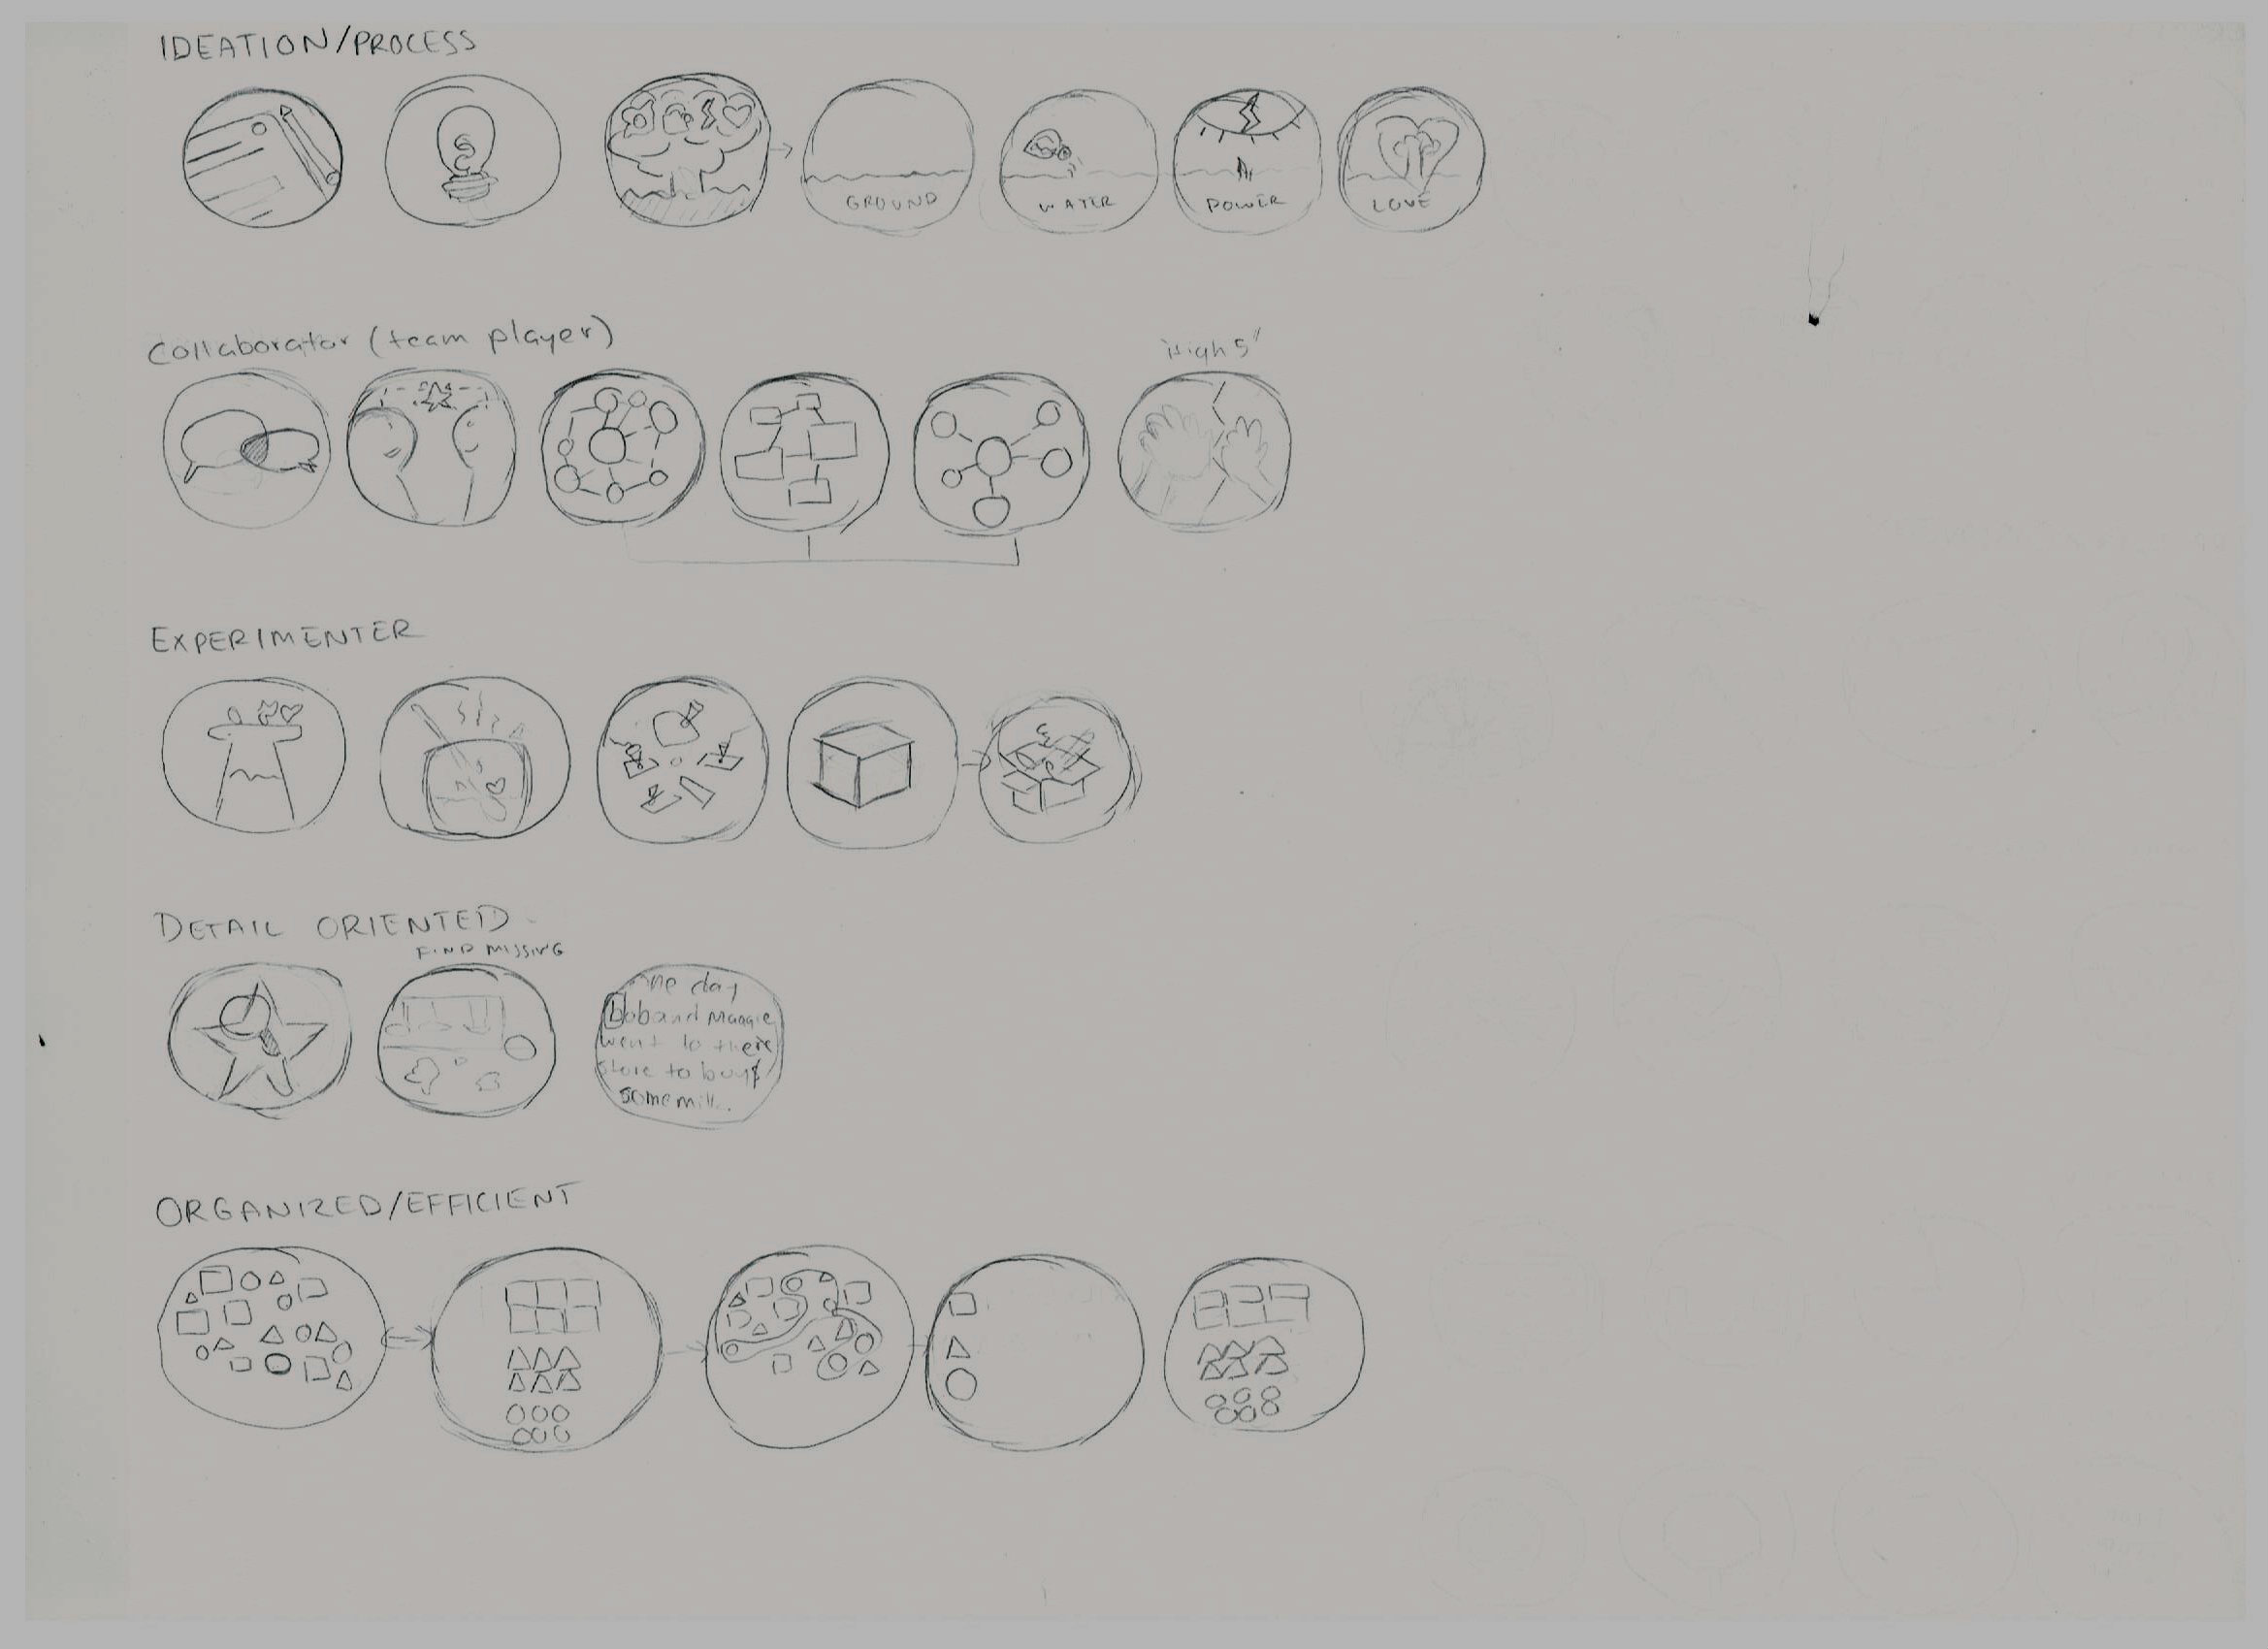 IDEATION/PROCESS
GROUND
WATER
POWER
LOVE
Collaborator (team player)
"High 5"
EXPERIMENTER
DETAIL ORIENTED
FIND MISSING
One day
bob and Maggie
went to there
store to buy
some milk.
ORGANIZED/EFFICIENT